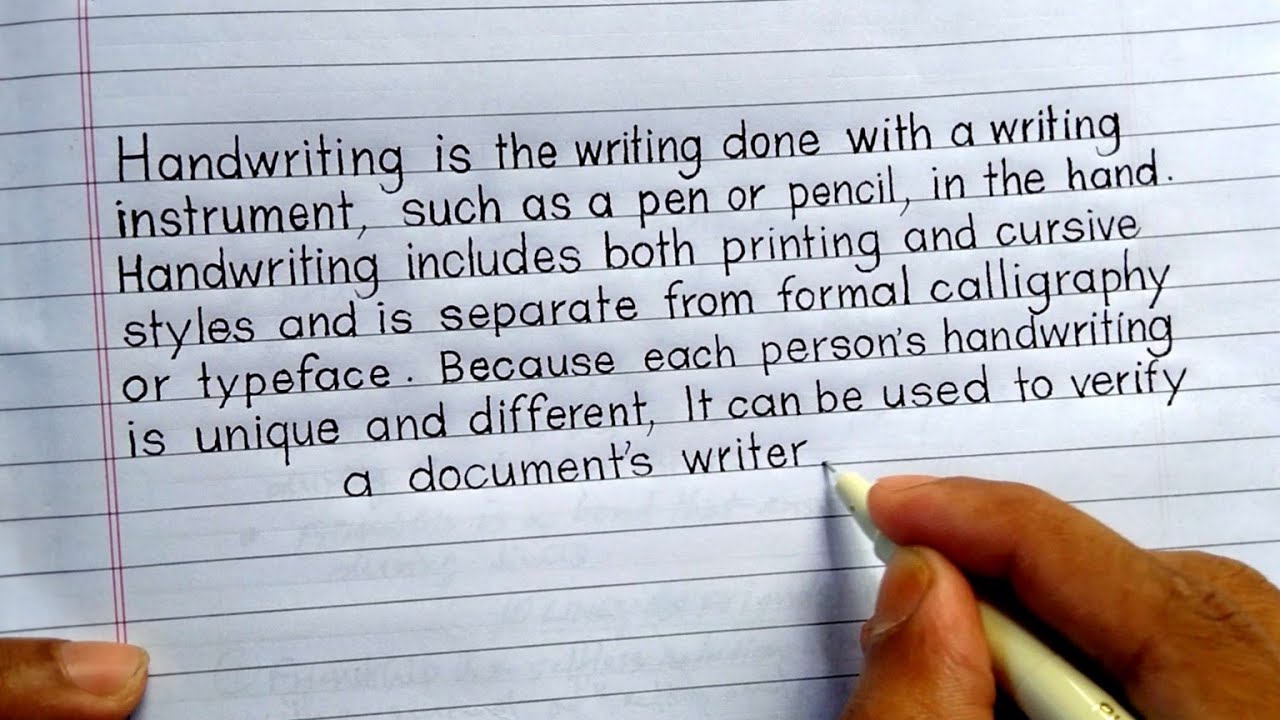 Handwriting is the writing done with a writing
instrument, such as a pen or pencil, in the hand.
Handwriting includes both printing and cursive
styles and is separate from formal calligraphy
or typeface. Because each person's handwriting
is unique and different, It can be used to verify
a document's writer.